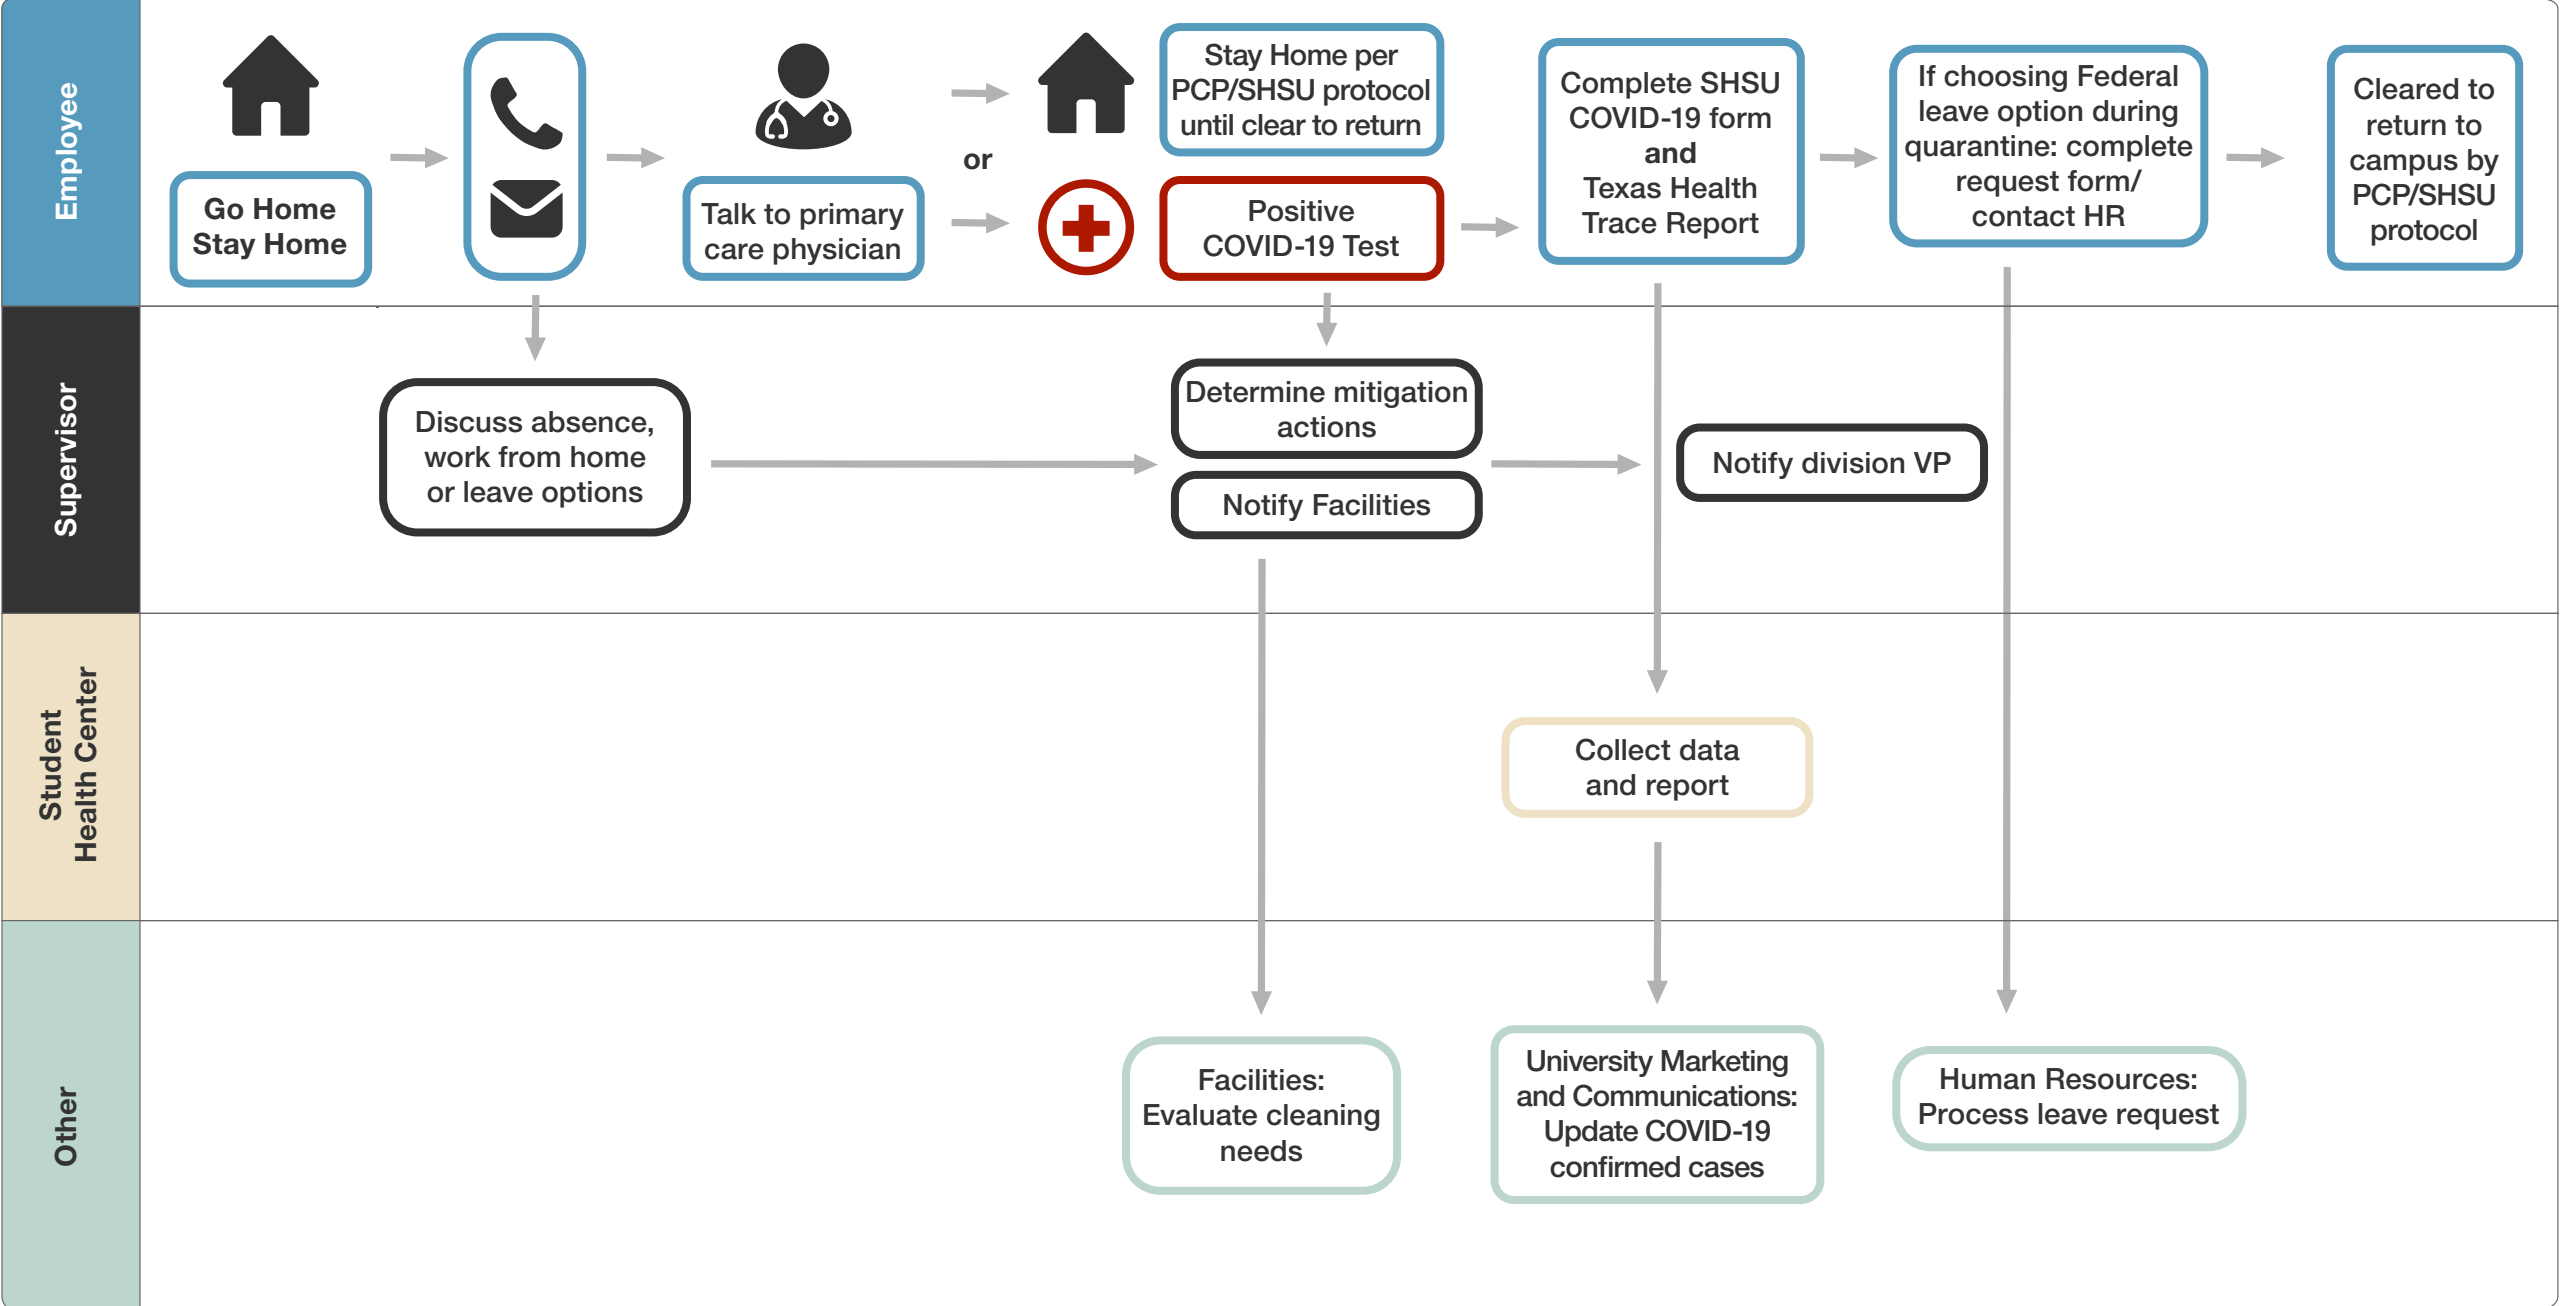 Employee
Go Home
Stay Home
Talk to primary
care physician
or
Stay Home per
PCP/SHSU protocol
until clear to return
Positive
COVID-19 Test
Complete SHSU
COVID-19 form
and
Texas Health
Trace Report
If choosing Federal
leave option during
quarantine: complete
request form/
contact HR
Cleared to
return to
campus by
PCP/SHSU
protocol
Supervisor
Discuss absence,
work from home
or leave options
Determine mitigation
actions
Notify Facilities
Notify division VP
Student
Health Center
Collect data
and report
Other
Facilities:
Evaluate cleaning
needs
University Marketing
and Communications:
Update COVID-19
confirmed cases
Human Resources:
Process leave request